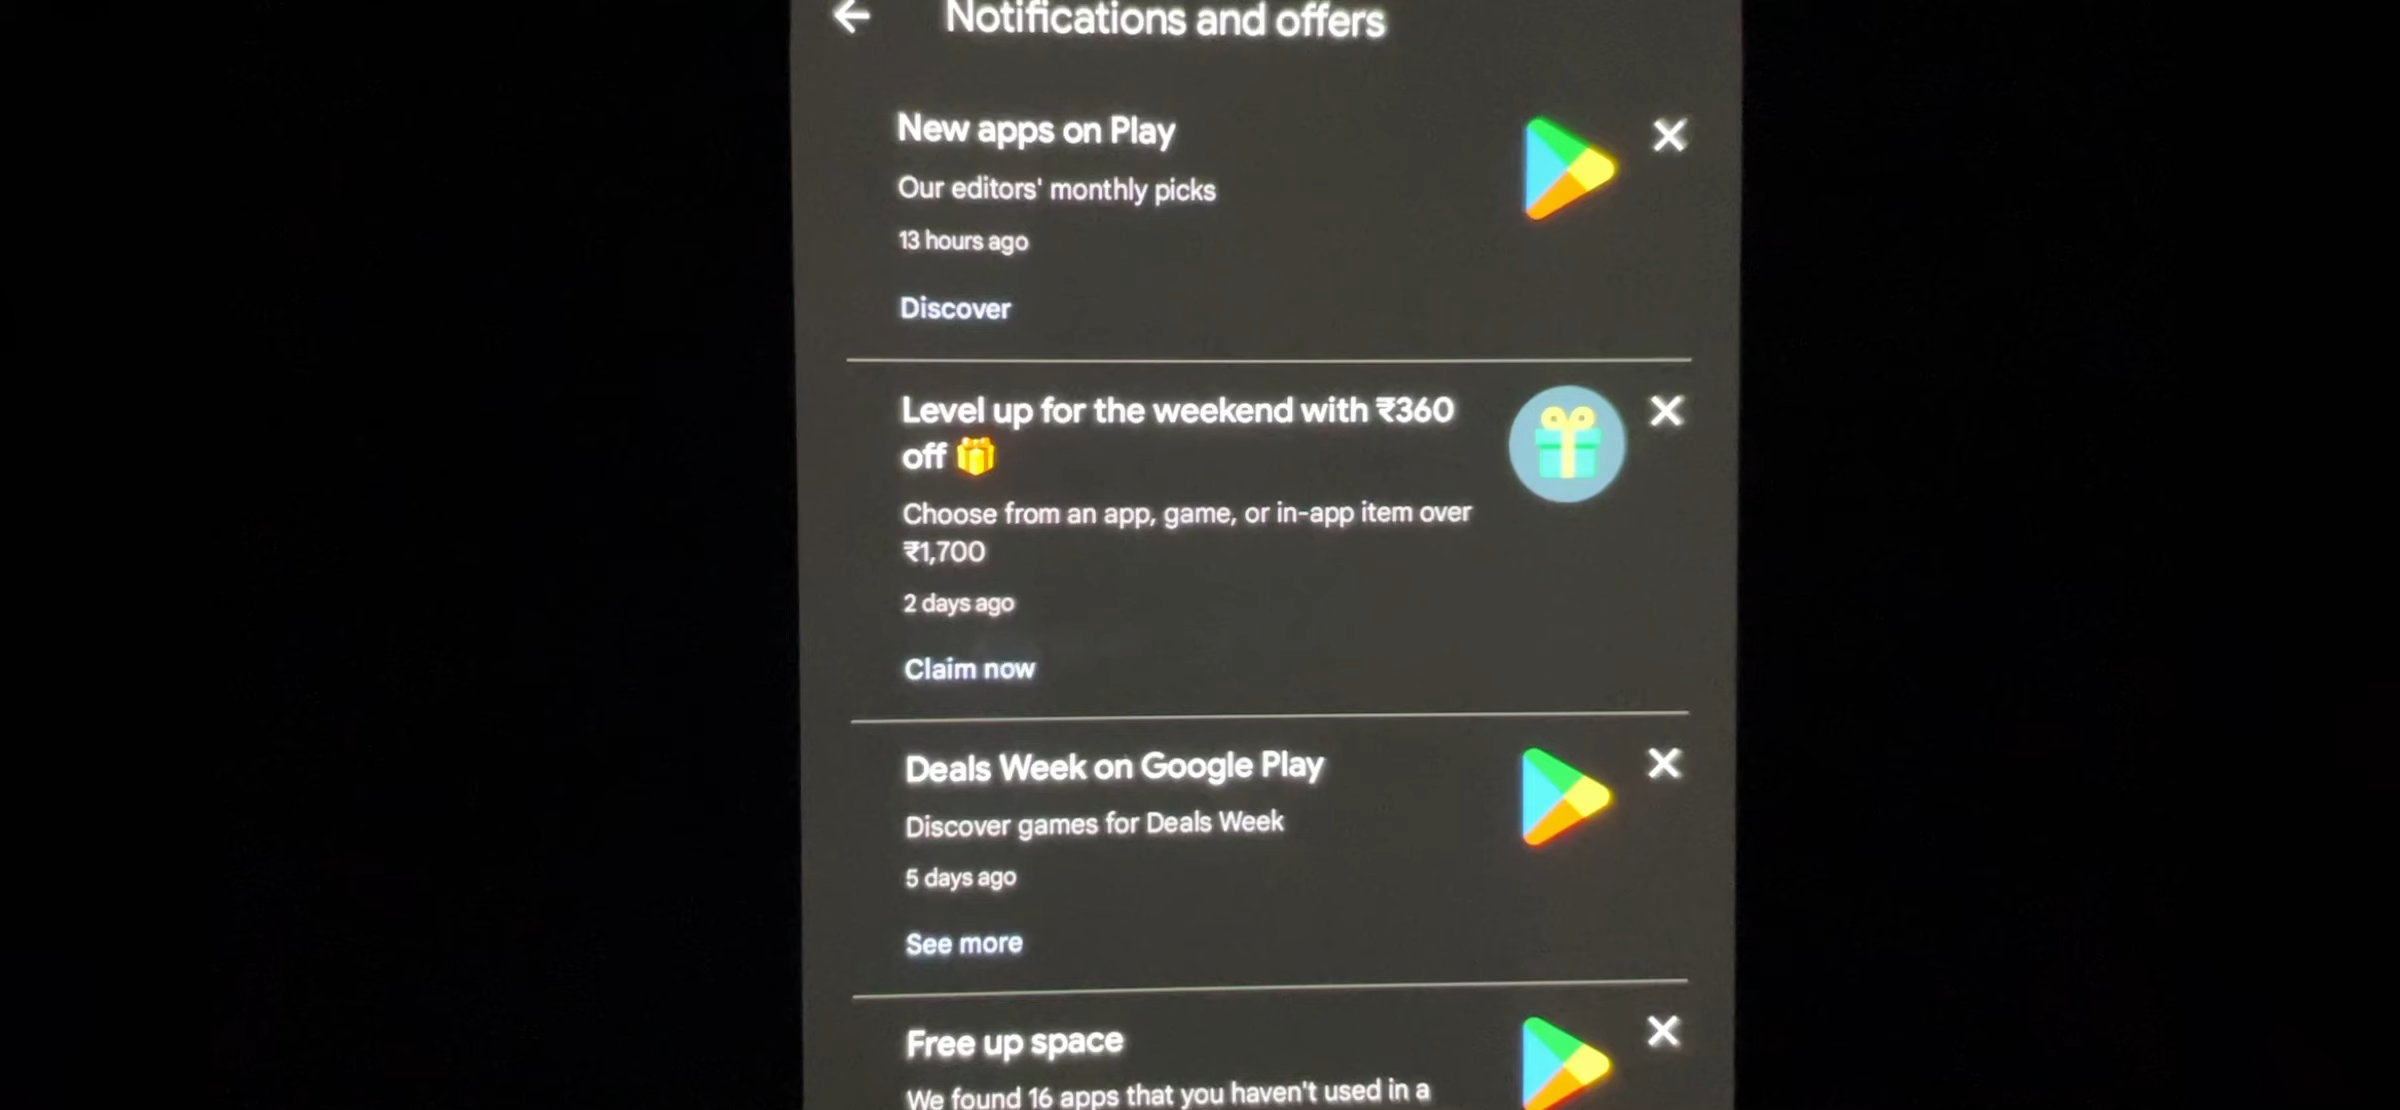 Notifications and offers
New apps on Play
Our editors' monthly picks
13 hours ago
Discover
Level up for the weekend with ₹360
off 🎁
Choose from an app, game, or in-app item over
₹1,700
2 days ago
Claim now
Deals Week on Google Play
Discover games for Deals Week
5 days ago
See more
Free up space
We found 16 apps that you haven't used in a